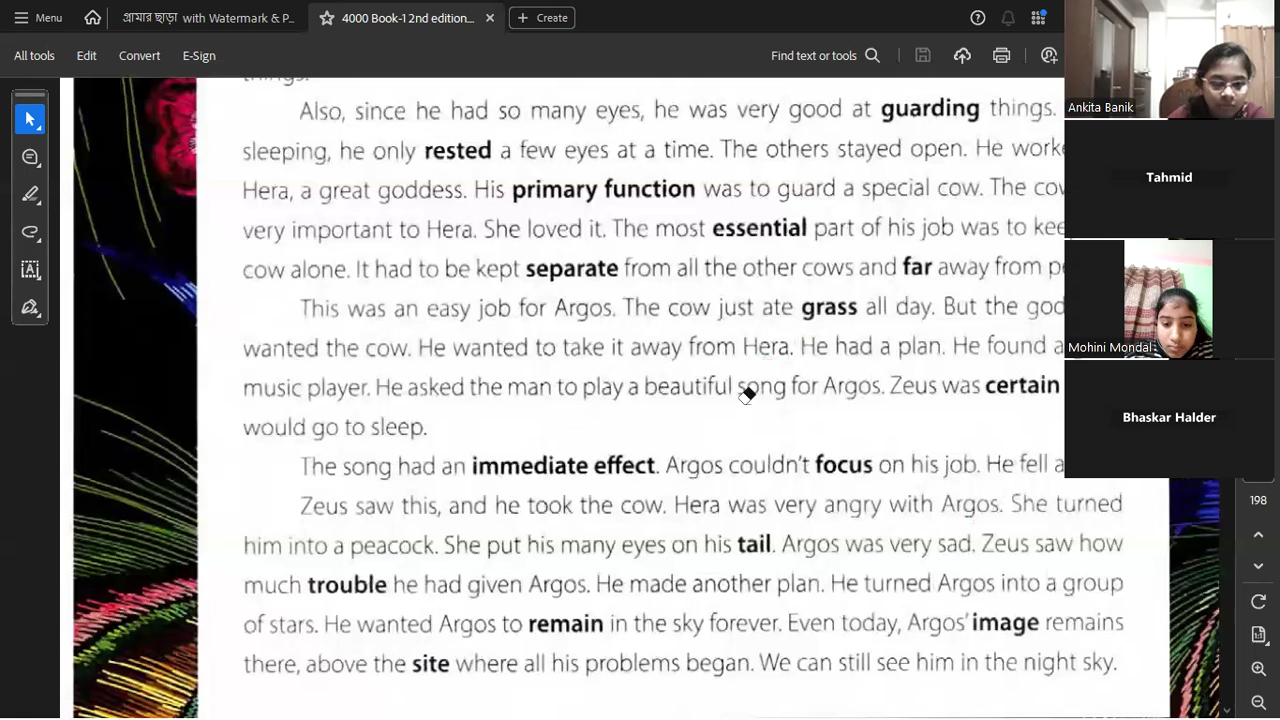 Menu
গ্রামার ছাড়া with Watermark & P...
4000 Book-1 2nd edition...
Create
All tools
Edit
Convert
E-Sign
Find text or tools
things.
Also, since he had so many eyes, he was very good at guarding things.
sleeping, he only rested a few eyes at a time. The others stayed open. He
Hera, a great goddess. His primary function was to guard a special cow. The
very important to Hera. She loved it. The most essential part of his job was to
cow alone. It had to be kept separate from all the other cows and far away from
This was an easy job for Argos. The cow just ate grass all day. But the
wanted the cow. He wanted to take it away from Hera. He had a plan. He found
music player. He asked the man to play a beautiful song for Argos. Zeus was certain
would go to sleep.
The song had an immediate effect. Argos couldn't focus on his job. He fell
Zeus saw this, and he took the cow. Hera was very angry with Argos. She turned
him into a peacock. She put his many eyes on his tail. Argos was very sad. Zeus saw how
much trouble he had given Argos. He made another plan. He turned Argos into a group
of stars. He wanted Argos to remain in the sky forever. Even today, Argos' image remains
there, above the site where all his problems began. We can still see him in the night sky.
Ankita Banik
Tahmid
Mohini Mondal
Bhaskar Halder
198